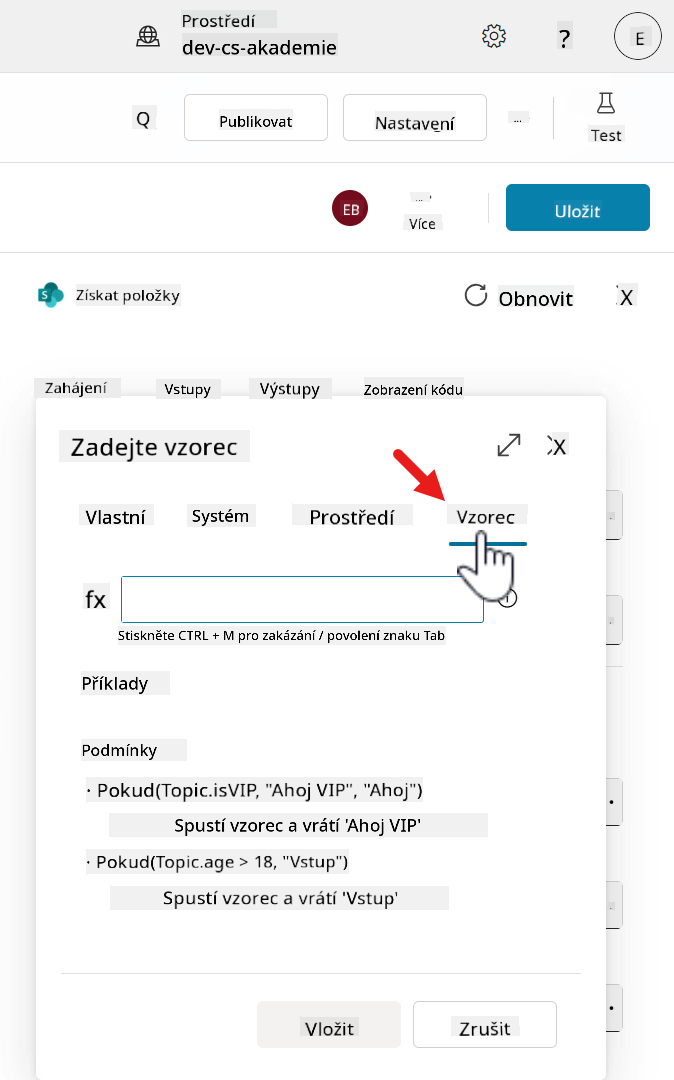 Prostředí
dev-cs-akademie
?
E
Q
Publikovat
Nastavení
...
Test
EB
...
Více
Uložit
S
Získat položky
Obnovit
X
Zahájení
Vstupy
Výstupy
Zobrazení kódu
Zadejte vzorec
X
Vlastní
Systém
Prostředí
Vzorec
fx
Stiskněte CTRL + M pro zakázání / povolení znaku Tab
Příklady
Podmínky
· Pokud(Topic.isVIP, "Ahoj VIP", "Ahoj")
Spustí vzorec a vrátí 'Ahoj VIP'
· Pokud(Topic.age > 18, "Vstup")
Spustí vzorec a vrátí 'Vstup'
Vložit
Zrušit